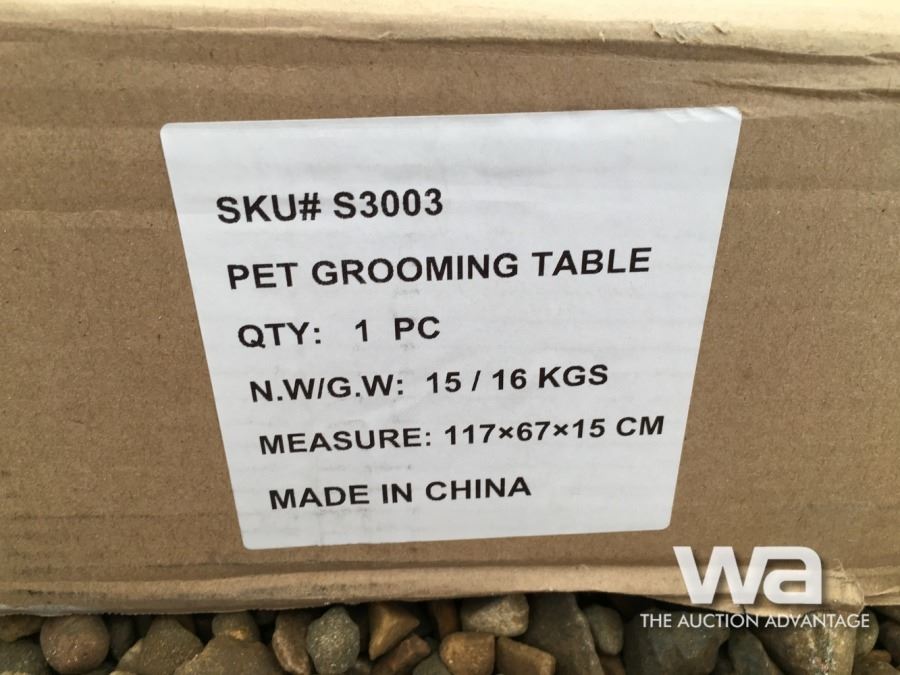 SKU# S3003
PET GROOMING TABLE
QTY: 1 PC
N.W/G.W: 15 / 16 KGS
MEASURE: 117×67×15 CM
MADE IN CHINA
wa
THE AUCTION ADVANTAGE